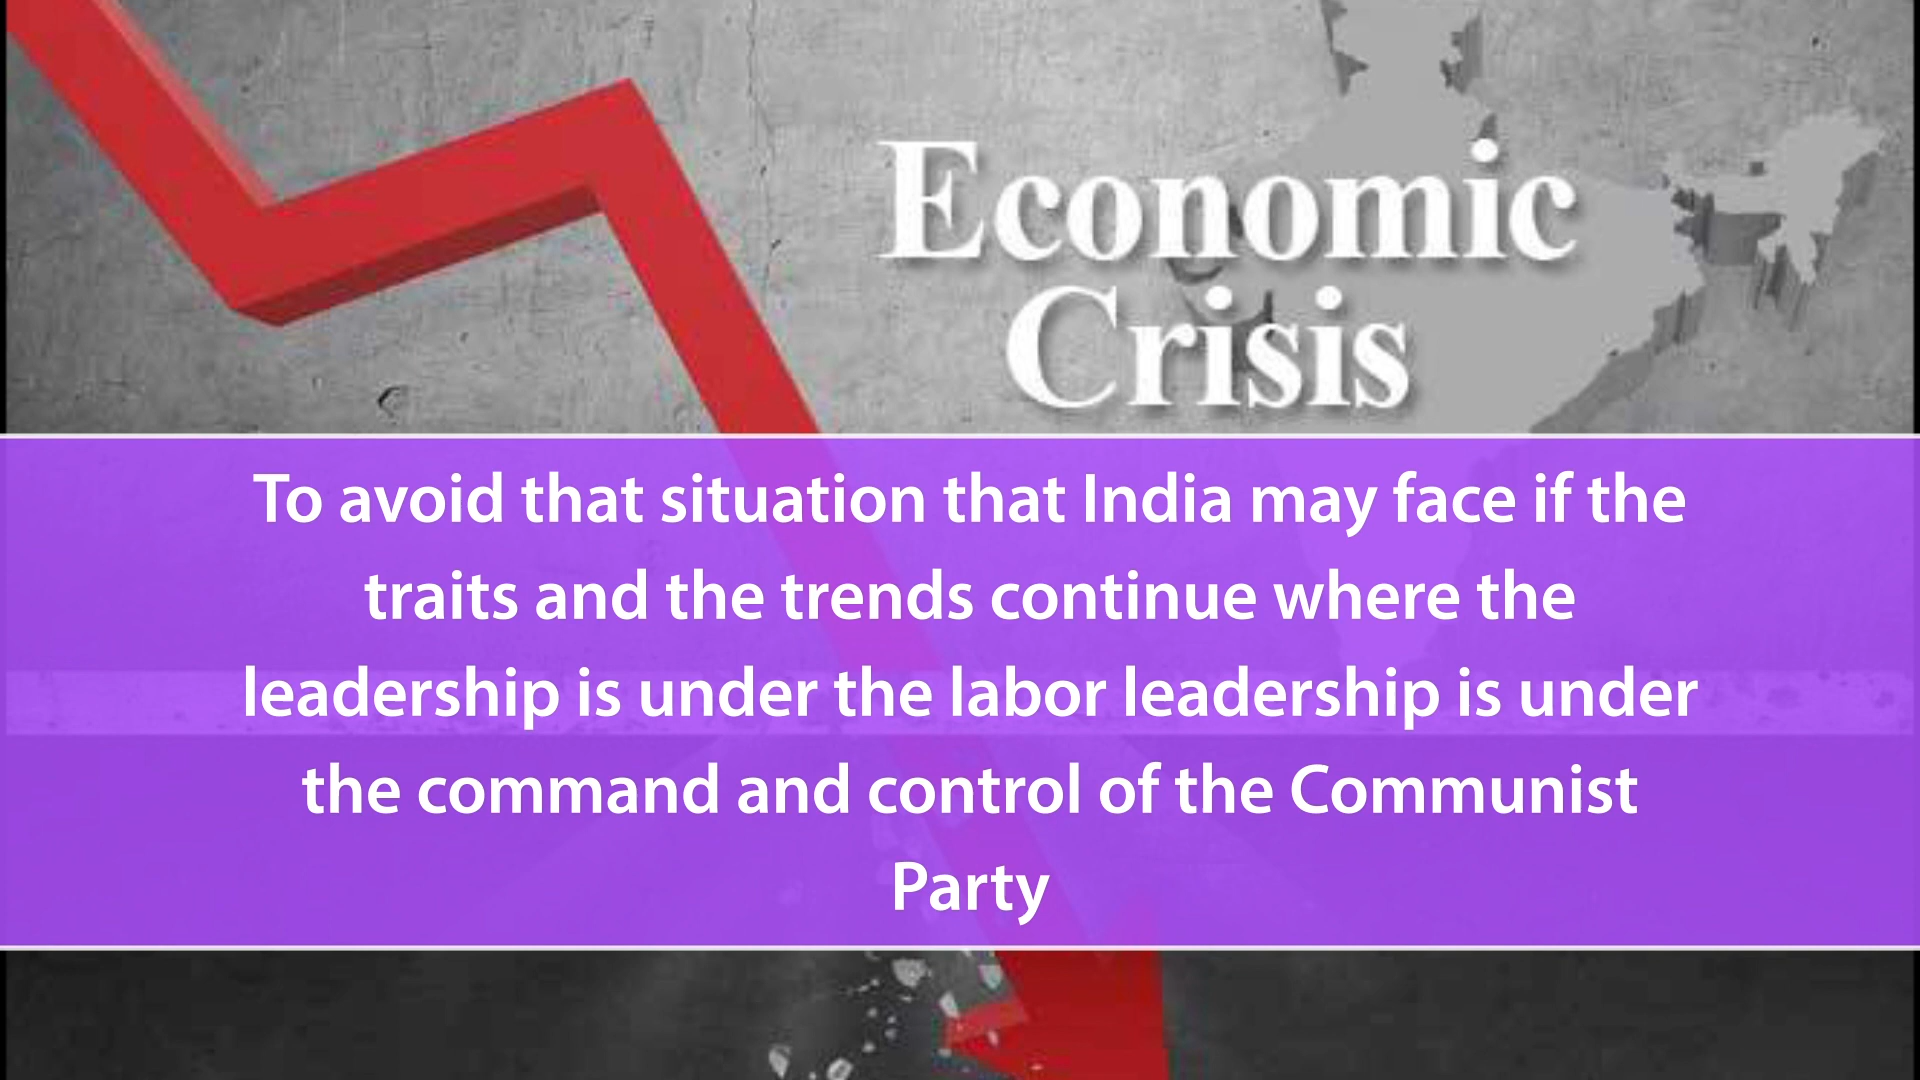 Economic
Crisis
To avoid that situation that India may face if the
traits and the trends continue where the
leadership is under the labor leadership is under
the command and control of the Communist
Party